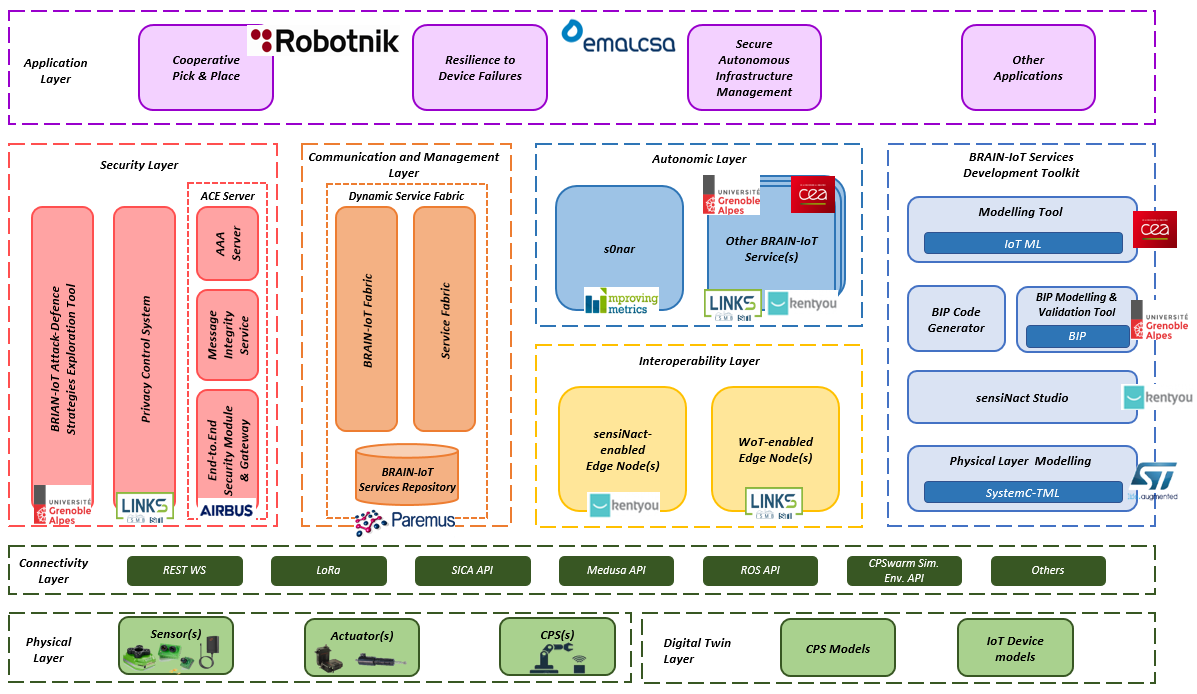 Application
Layer
Cooperative
Pick & Place
Robotnik
Resilience to
Device Failures
emalcsa
Secure
Autonomous
Infrastructure
Management
Other
Applications
Security Layer
BRIAN-IoT Attack-Defence
Strategies Exploration Tool
UNIVERSITÉ
Grenoble
Alpes
Privacy Control System
LINKS
ACE Server
AAA
Server
Message
Integrity
Service
End-to.End
Security Module
& Gateway
AIRBUS
Communication and Management
Layer
Dynamic Service Fabric
BRAIN-IoT Fabric
Service Fabric
BRAIN-IoT
Services Repository
Paremus
Autonomic Layer
s0nar
mproving
metrics
UNIVERSITÉ
Grenoble
Alpes
cea
Other BRAIN-IoT
Service(s)
LINKS
kentyou
Interoperability Layer
sensiNact-
enabled
Edge Node(s)
kentyou
WoT-enabled
Edge Node(s)
LINKS
BRAIN-IoT Services
Development Toolkit
Modelling Tool
IoT ML
cea
BIP Code
Generator
BIP Modelling &
Validation Tool
BIP
UNIVERSITÉ
Grenoble
Alpes
sensiNact Studio
kentyou
Physical Layer Modelling
SystemC-TML
ST
.augmented
Connectivity
Layer
REST WS
LoRa
SICA API
Medusa API
ROS API
CPSwarm Sim.
Env. API
Others
Physical
Layer
Sensor(s)
Actuator(s)
CPS(s)
Digital Twin
Layer
CPS Models
IoT Device
models